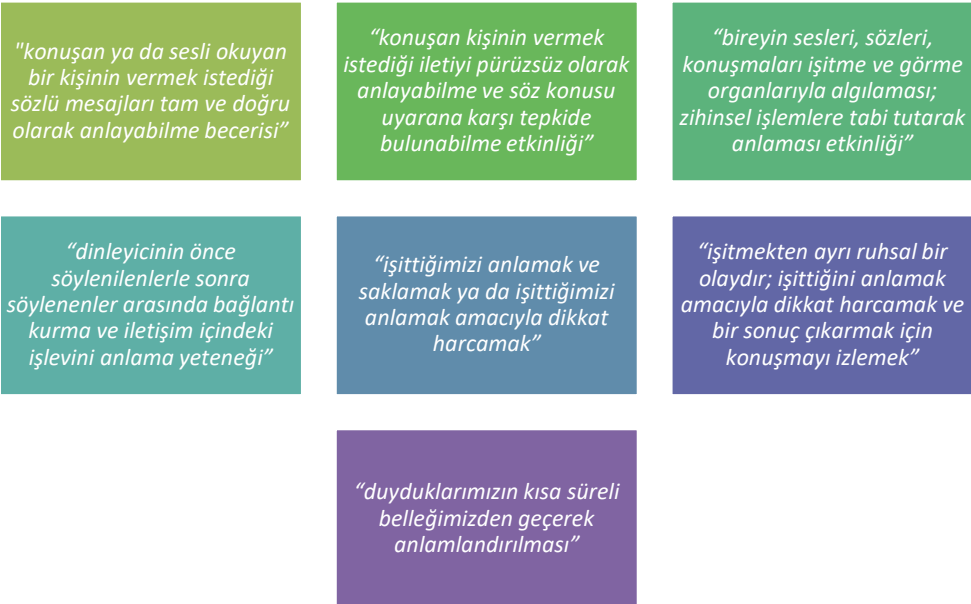 "konuşan ya da sesli okuyan
bir kişinin vermek istediği
sözlü mesajları tam ve doğru
olarak anlayabilme becerisi”
“konuşan kişinin vermek
istediği iletiyi pürüzsüz olarak
anlayabilme ve söz konusu
uyarana karşı tepkide
bulunabilme etkinliği”
“bireyin sesleri, sözleri,
konuşmaları işitme ve görme
organlarıyla algılaması;
zihinsel işlemlere tabi tutarak
anlaması etkinliği”
“dinleyicinin önce
söylenilenlerle sonra
söylenenler arasında bağlantı
kurma ve iletişim içindeki
işlevini anlama yeteneği”
“işittiğimizi anlamak ve
saklamak ya da işittiğimizi
anlamak amacıyla dikkat
harcamak”
“işitmekten ayrı ruhsal bir
olaydır; işittiğini anlamak
amacıyla dikkat harcamak ve
bir sonuç çıkarmak için
konuşmayı izlemek”
“duyduklarımızın kısa süreli
belleğimizden geçerek
anlamlandırılması”